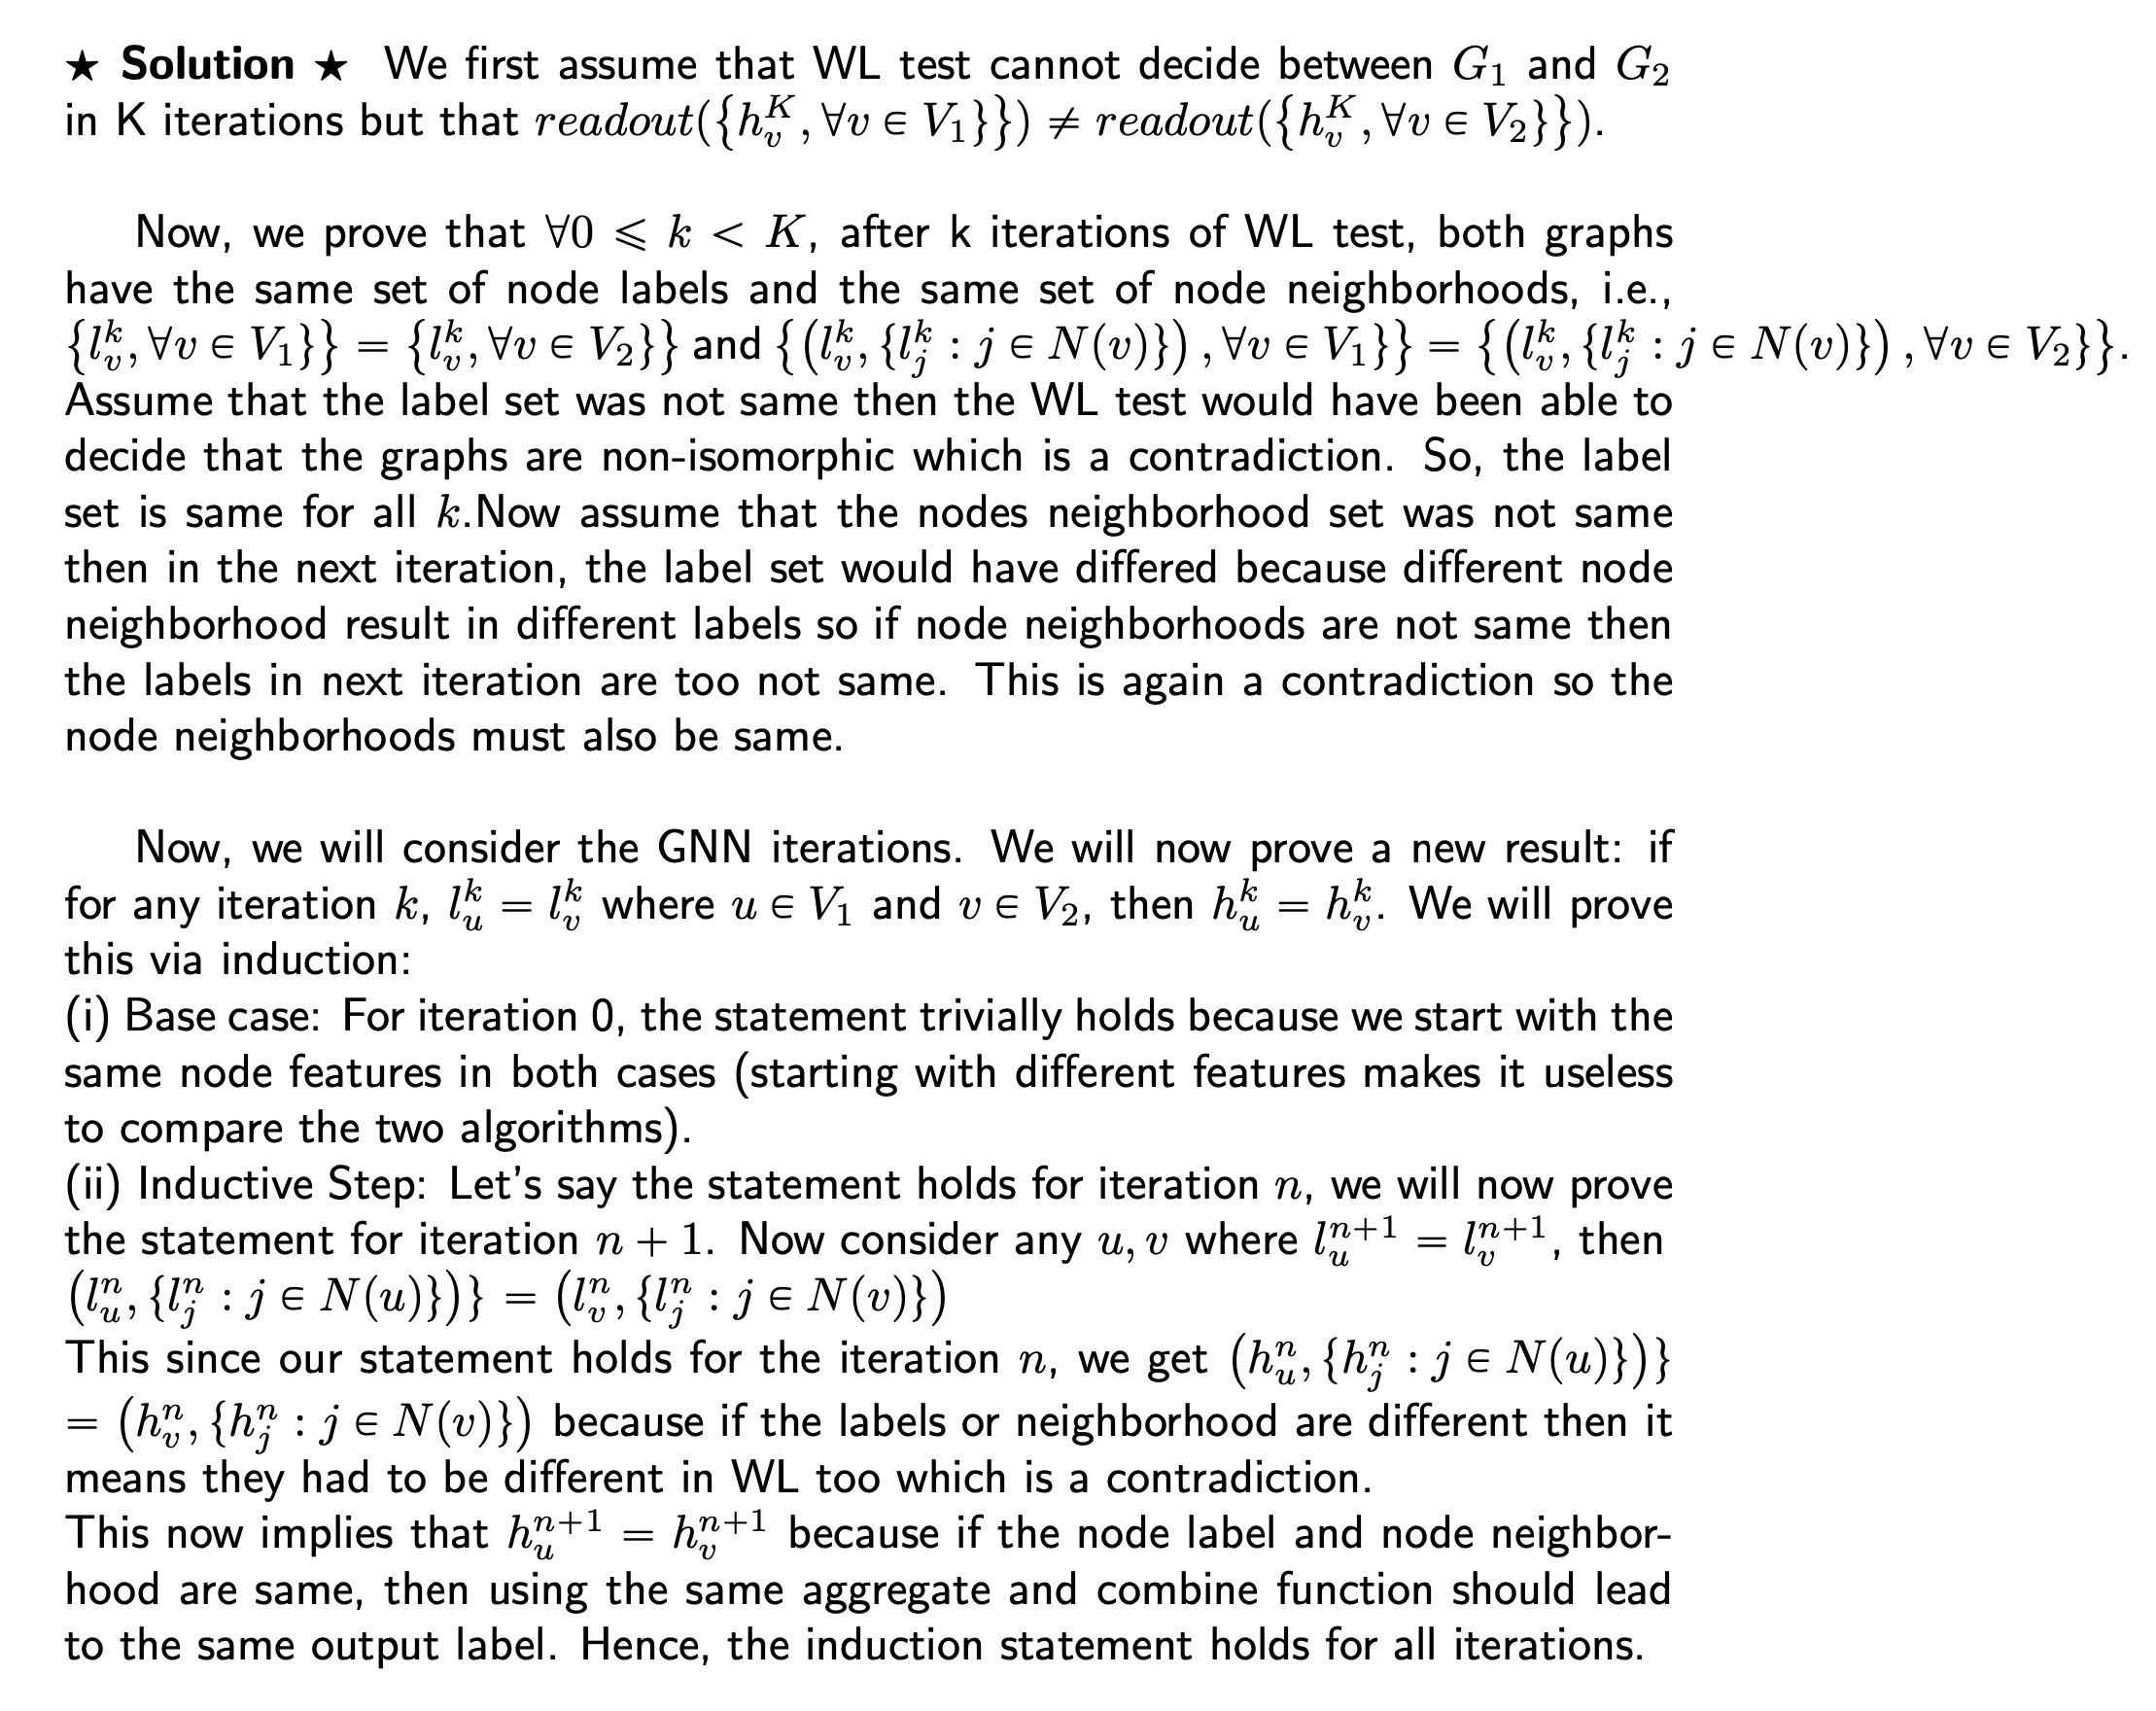 ★ Solution ★ We first assume that WL test cannot decide between $G_1$ and $G_2$
in K iterations but that $readout(\{h_v^K, \forall v \in V_1\}\}) \neq readout(\{h_v^K, \forall v \in V_2\}\})$.
Now, we prove that $\forall 0 \leqslant k < K$, after k iterations of WL test, both graphs
have the same set of node labels and the same set of node neighborhoods, i.e.,
$\{l_v^k, \forall v \in V_1\}\} = \{l_v^k, \forall v \in V_2\}\}$ and $\{(l_v^k, \{l_j^k : j \in N(v)\}), \forall v \in V_1\}\} = \{(l_v^k, \{l_j^k : j \in N(v)\}), \forall v \in V_2\}\}$.
Assume that the label set was not same then the WL test would have been able to
decide that the graphs are non-isomorphic which is a contradiction. So, the label
set is same for all $k$.Now assume that the nodes neighborhood set was not same
then in the next iteration, the label set would have differed because different node
neighborhood result in different labels so if node neighborhoods are not same then
the labels in next iteration are too not same. This is again a contradiction so the
node neighborhoods must also be same.
Now, we will consider the GNN iterations. We will now prove a new result: if
for any iteration $k$, $l_u^k = l_v^k$ where $u \in V_1$ and $v \in V_2$, then $h_u^k = h_v^k$. We will prove
this via induction:
(i) Base case: For iteration 0, the statement trivially holds because we start with the
same node features in both cases (starting with different features makes it useless
to compare the two algorithms).
(ii) Inductive Step: Let's say the statement holds for iteration $n$, we will now prove
the statement for iteration $n + 1$. Now consider any $u, v$ where $l_u^{n+1} = l_v^{n+1}$, then
$(l_u^n, \{l_j^n : j \in N(u)\})\} = (l_v^n, \{l_j^n : j \in N(v)\})$
This since our statement holds for the iteration $n$, we get $(h_u^n, \{h_j^n : j \in N(u)\})\}$
$= (h_v^n, \{h_j^n : j \in N(v)\})$ because if the labels or neighborhood are different then it
means they had to be different in WL too which is a contradiction.
This now implies that $h_u^{n+1} = h_v^{n+1}$ because if the node label and node neighbor-
hood are same, then using the same aggregate and combine function should lead
to the same output label. Hence, the induction statement holds for all iterations.